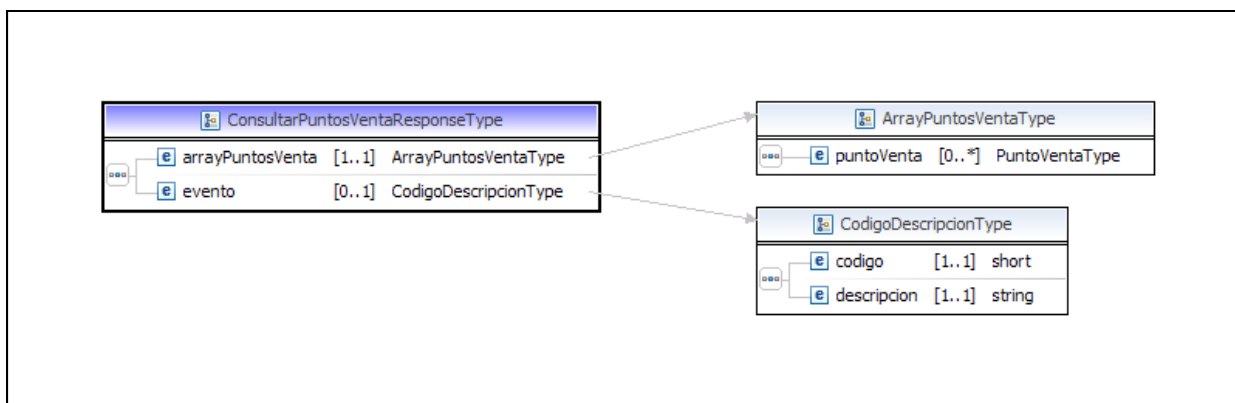 ConsultarPuntosVentaResponseType
e arrayPuntosVenta [1..1] ArrayPuntosVentaType
e evento [0..1] CodigoDescripcionType
ArrayPuntosVentaType
e puntoVenta [0..*] PuntoVentaType
CodigoDescripcionType
e codigo [1..1] short
e descripcion [1..1] string